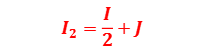 I₂ = I/2 + J